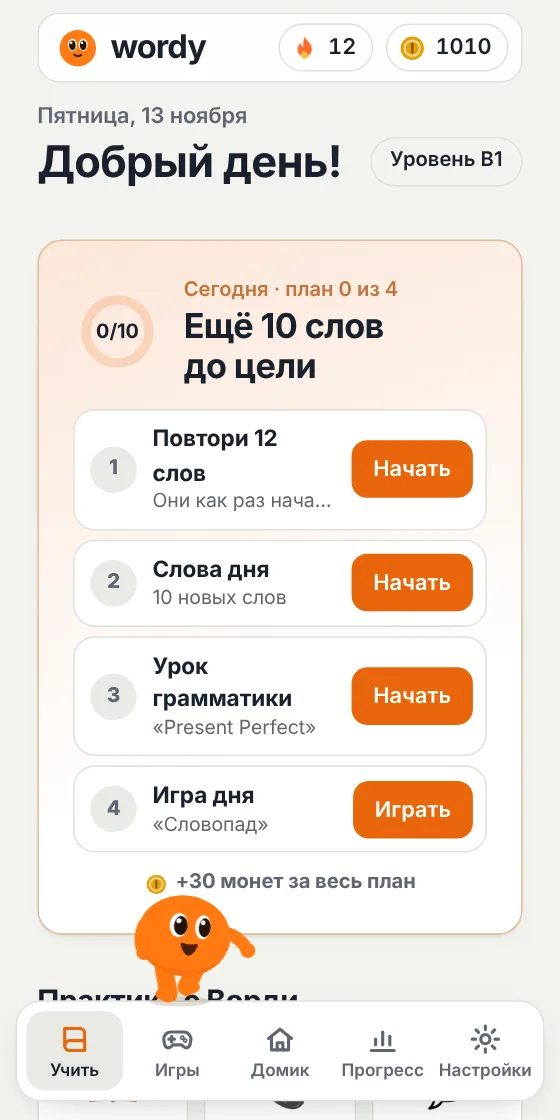 wordy
12
1010
Пятница, 13 ноября
Добрый день!
Уровень B1
Сегодня · план 0 из 4
0/10
Ещё 10 слов
до цели
1
Повтори 12
слов
Они как раз нача...
Начать
2
Слова дня
10 новых слов
Начать
3
Урок
грамматики
«Present Perfect»
Начать
4
Игра дня
«Словопад»
Играть
+30 монет за весь план
Учить
Игры
Домик
Прогресс
Настройки